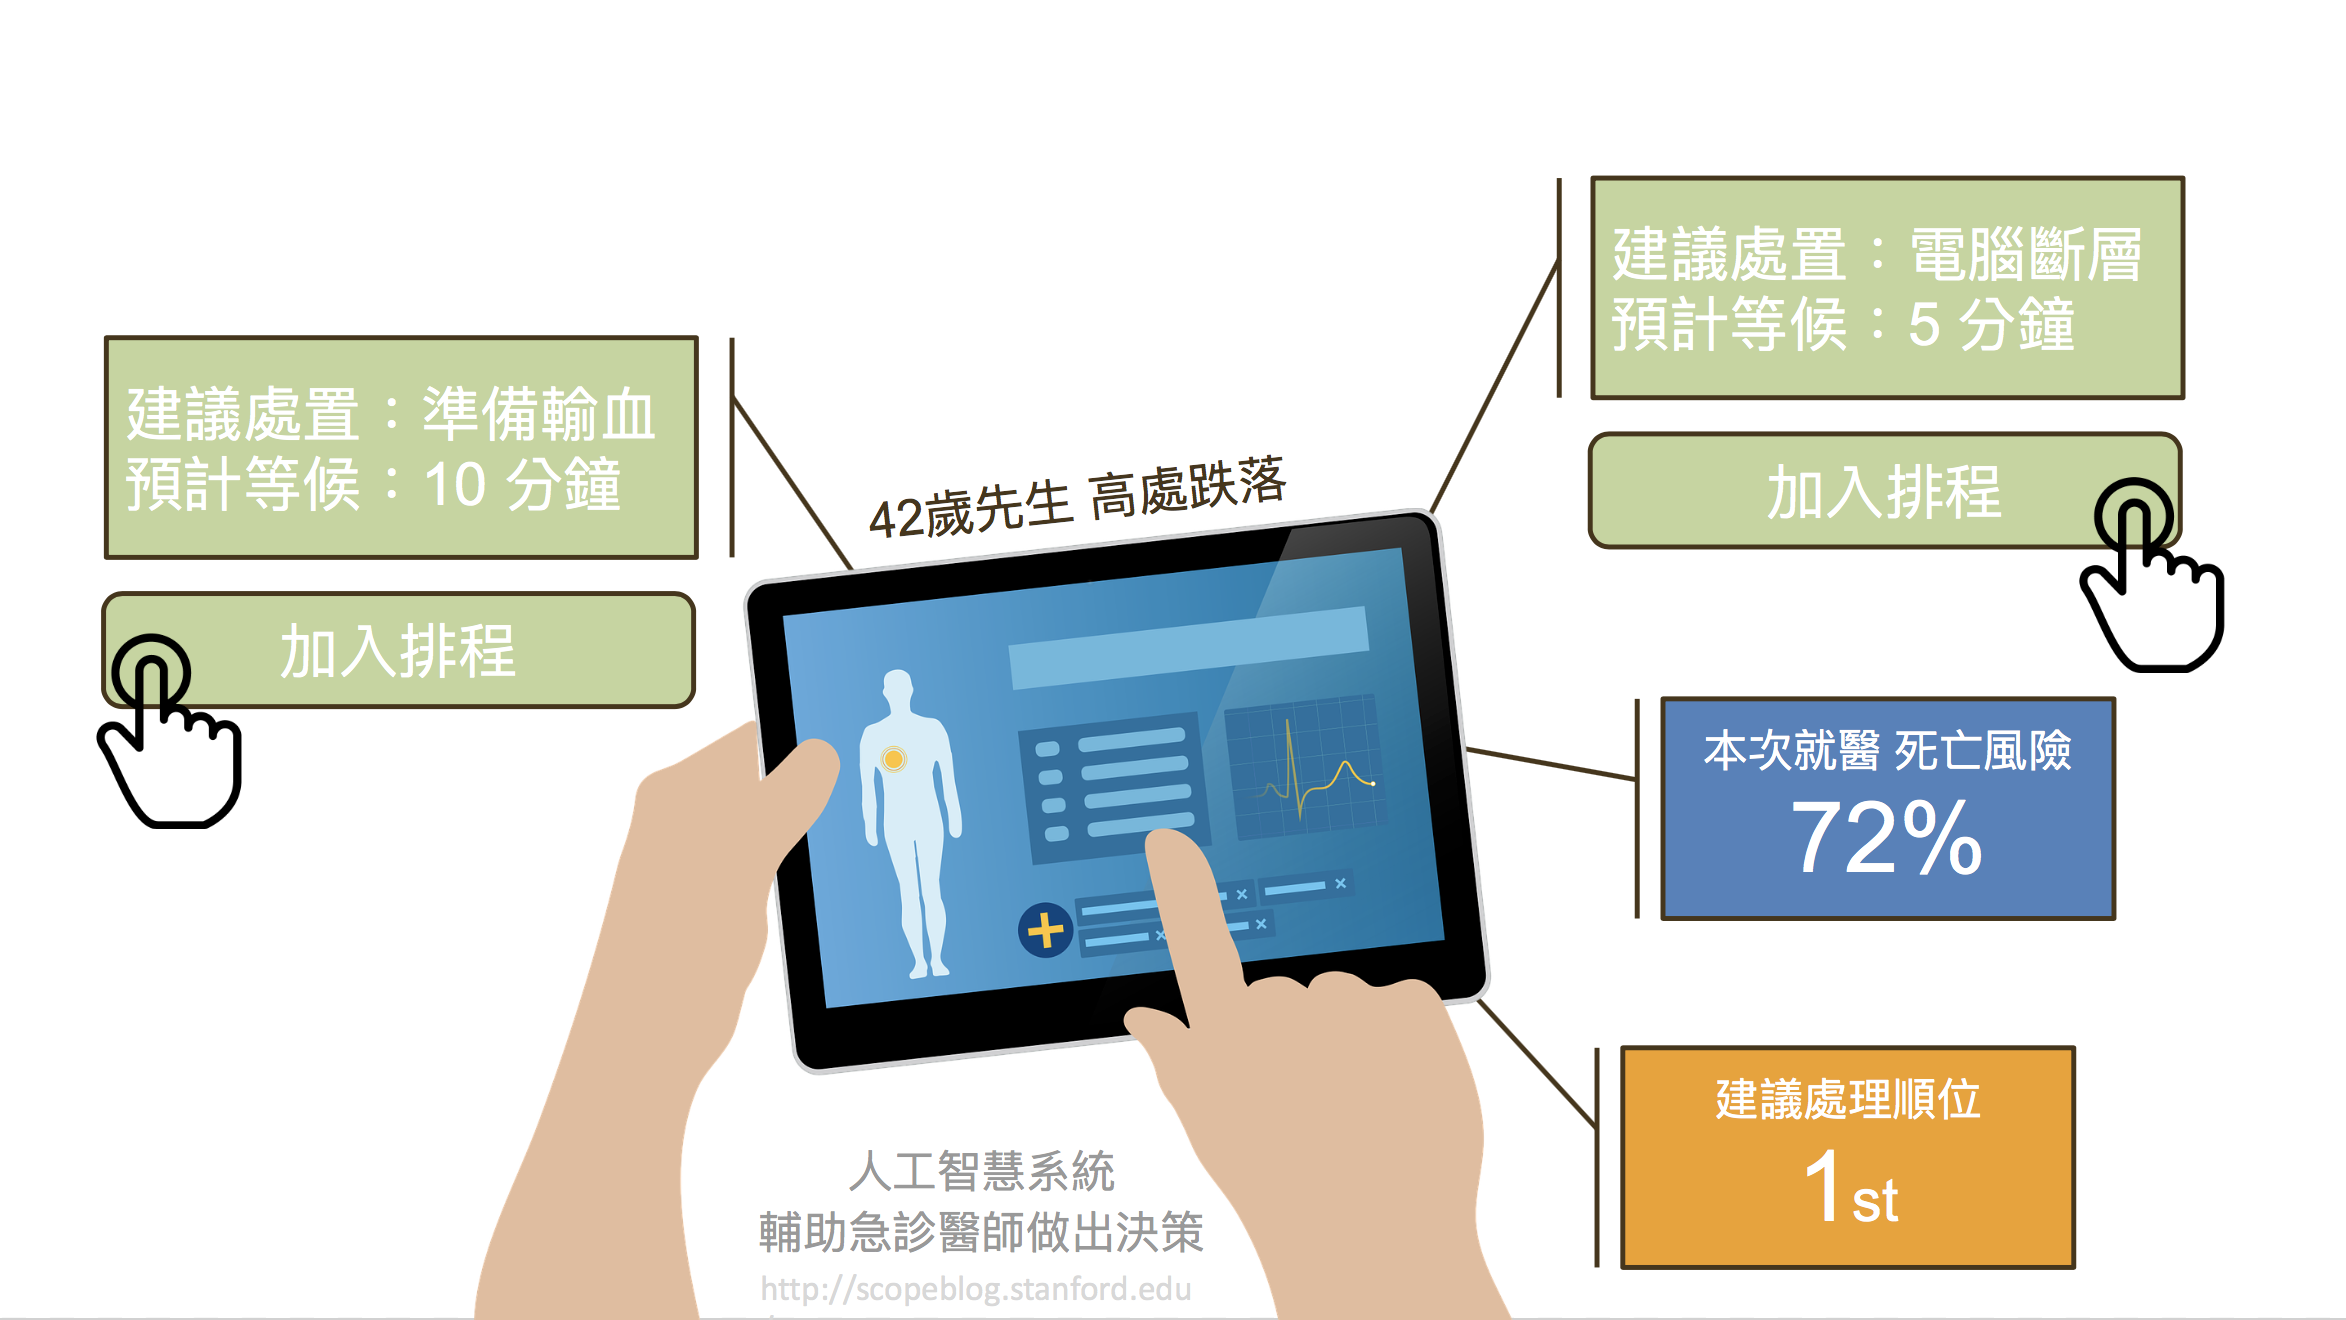 建議處置：準備輸血
預計等候：10 分鐘
加入排程
42歲先生 高處跌落
建議處置：電腦斷層
預計等候：5 分鐘
加入排程
本次就醫 死亡風險
72%
建議處理順位
1st
人工智慧系統
輔助急診醫師做出決策
http://scopeblog.stanford.edu